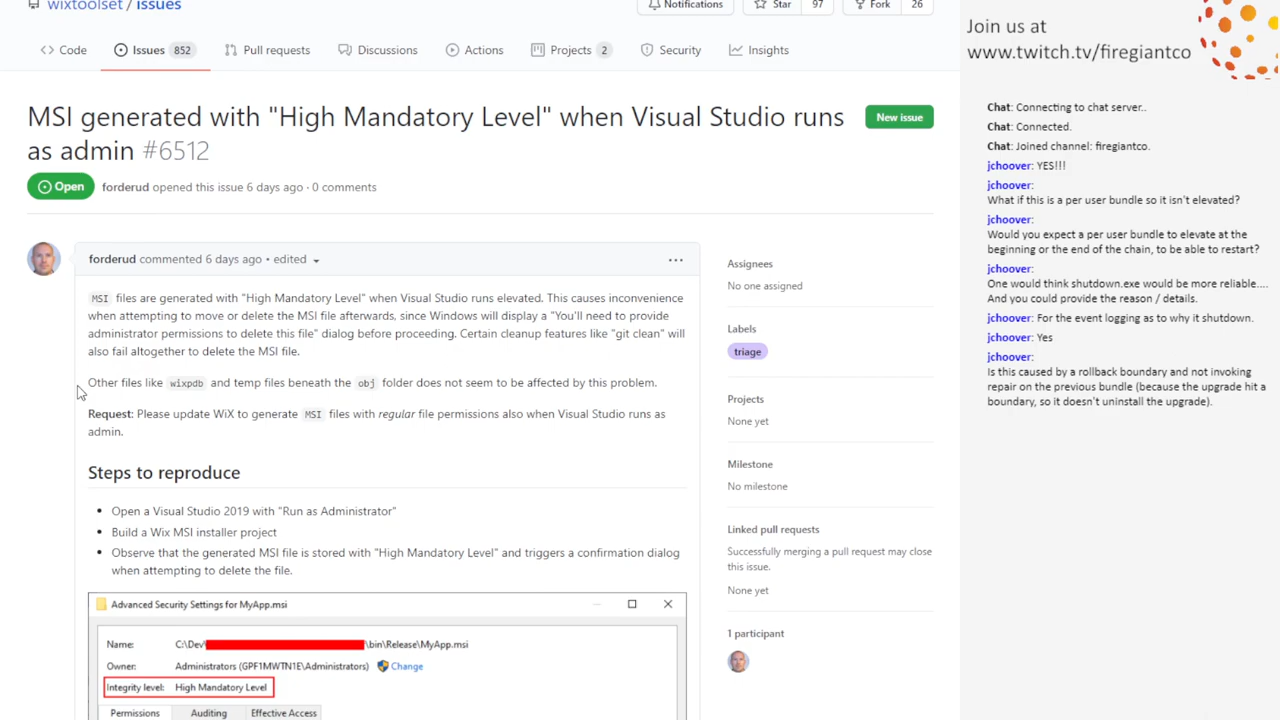 wixtoolset / issues
Notifications
Star 97
Fork 26
Code
Issues 852
Pull requests
Discussions
Actions
Projects 2
Security
Insights
MSI generated with "High Mandatory Level" when Visual Studio runs
as admin #6512
New issue
Open
forderud opened this issue 6 days ago · 0 comments
forderud commented 6 days ago • edited
MSI files are generated with "High Mandatory Level" when Visual Studio runs elevated. This causes inconvenience
when attempting to move or delete the MSI file afterwards, since Windows will display a "You'll need to provide
administrator permissions to delete this file" dialog before proceeding. Certain cleanup features like "git clean" will
also fail altogether to delete the MSI file.
Other files like wixpdb and temp files beneath the obj folder does not seem to be affected by this problem.
Request: Please update WiX to generate MSI files with regular file permissions also when Visual Studio runs as
admin.
Steps to reproduce
• Open a Visual Studio 2019 with "Run as Administrator"
• Build a Wix MSI installer project
• Observe that the generated MSI file is stored with "High Mandatory Level" and triggers a confirmation dialog
when attempting to delete the file.
Advanced Security Settings for MyApp.msi
Name: C:\Dev\ \bin\Release\MyApp.msi
Owner: Administrators (GPF1MWTN1E\Administrators) Change
Integrity level: High Mandatory Level
Permissions
Auditing
Effective Access
Assignees
No one assigned
Labels
triage
Projects
None yet
Milestone
No milestone
Linked pull requests
Successfully merging a pull request may close
this issue.
None yet
1 participant
Join us at
www.twitch.tv/firegiantco
Chat: Connecting to chat server..
Chat: Connected.
Chat: Joined channel: firegiantco.
jchoover: YES!!!
jchoover:
What if this is a per user bundle so it isn't elevated?
jchoover:
Would you expect a per user bundle to elevate at the
beginning or the end of the chain, to be able to restart?
jchoover:
One would think shutdown.exe would be more reliable....
And you could provide the reason / details.
jchoover: For the event logging as to why it shutdown.
jchoover: Yes
jchoover:
Is this caused by a rollback boundary and not invoking
repair on the previous bundle (because the upgrade hit a
boundary, so it doesn't uninstall the upgrade).